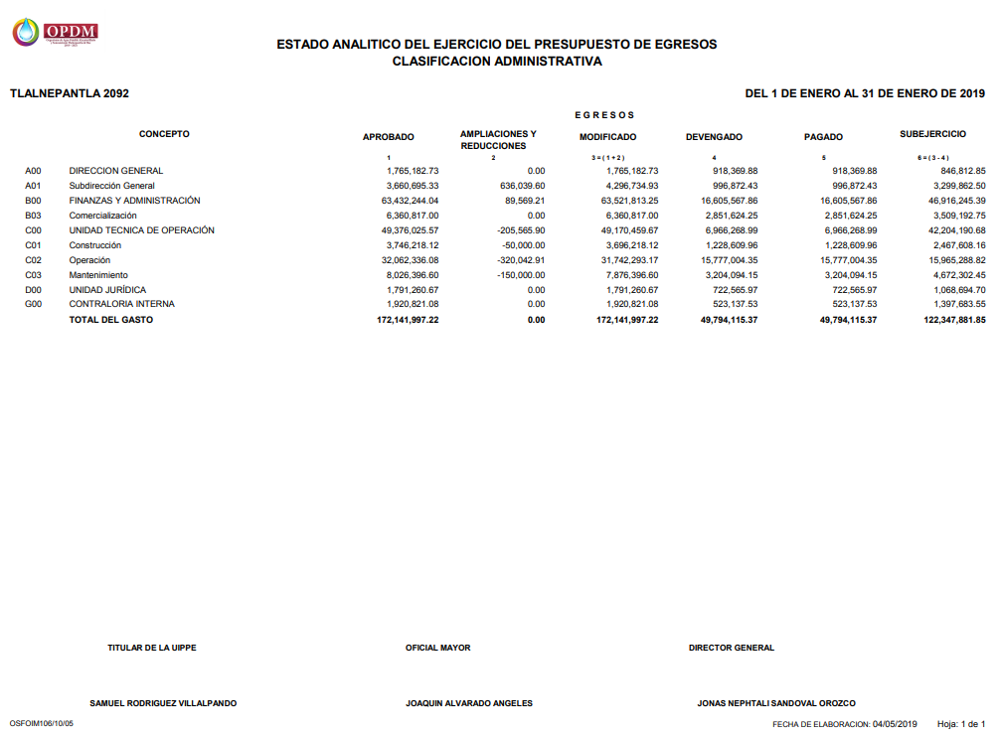 OPDM
ESTADO ANALITICO DEL EJERCICIO DEL PRESUPUESTO DE EGRESOS
CLASIFICACION ADMINISTRATIVA
TLALNEPANTLA 2092 DEL 1 DE ENERO AL 31 DE ENERO DE 2019
E G R E S O S
CONCEPTO APROBADO AMPLIACIONES Y REDUCCIONES MODIFICADO DEVENGADO PAGADO SUBEJERCICIO
1 2 3 = ( 1 + 2 ) 4 5 6 = ( 3 - 4 )
A00 DIRECCION GENERAL 1,765,182.73 0.00 1,765,182.73 918,369.88 918,369.88 846,812.85
A01 Subdirección General 3,660,695.33 636,039.60 4,296,734.93 996,872.43 996,872.43 3,299,862.50
B00 FINANZAS Y ADMINISTRACIÓN 63,432,244.04 89,569.21 63,521,813.25 16,605,567.86 16,605,567.86 46,916,245.39
B03 Comercialización 6,360,817.00 0.00 6,360,817.00 2,851,624.25 2,851,624.25 3,509,192.75
C00 UNIDAD TECNICA DE OPERACIÓN 49,376,025.57 -205,565.90 49,170,459.67 6,966,268.99 6,966,268.99 42,204,190.68
C01 Construcción 3,746,218.12 -50,000.00 3,696,218.12 1,228,609.96 1,228,609.96 2,467,608.16
C02 Operación 32,062,336.08 -320,042.91 31,742,293.17 15,777,004.35 15,777,004.35 15,965,288.82
C03 Mantenimiento 8,026,396.60 -150,000.00 7,876,396.60 3,204,094.15 3,204,094.15 4,672,302.45
D00 UNIDAD JURÍDICA 1,791,260.67 0.00 1,791,260.67 722,565.97 722,565.97 1,068,694.70
G00 CONTRALORIA INTERNA 1,920,821.08 0.00 1,920,821.08 523,137.53 523,137.53 1,397,683.55
TOTAL DEL GASTO 172,141,997.22 0.00 172,141,997.22 49,794,115.37 49,794,115.37 122,347,881.85
TITULAR DE LA UIPPE OFICIAL MAYOR DIRECTOR GENERAL
SAMUEL RODRIGUEZ VILLALPANDO JOAQUIN ALVARADO ANGELES JONAS NEPHTALI SANDOVAL OROZCO
OSFOIM106/10/05 FECHA DE ELABORACION: 04/05/2019 Hoja: 1 de 1